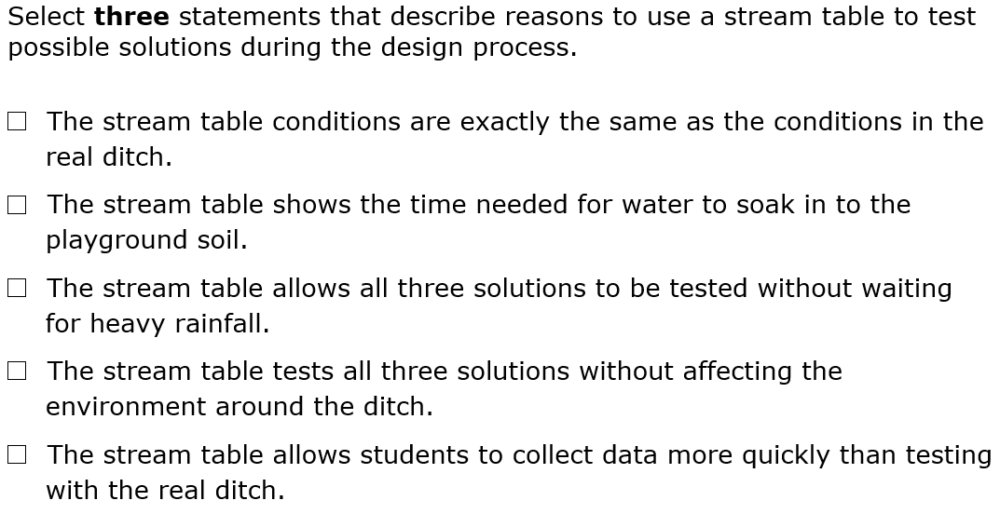 Select three statements that describe reasons to use a stream table to test
possible solutions during the design process.
The stream table conditions are exactly the same as the conditions in the
real ditch.
The stream table shows the time needed for water to soak in to the
playground soil.
The stream table allows all three solutions to be tested without waiting
for heavy rainfall.
The stream table tests all three solutions without affecting the
environment around the ditch.
The stream table allows students to collect data more quickly than testing
with the real ditch.